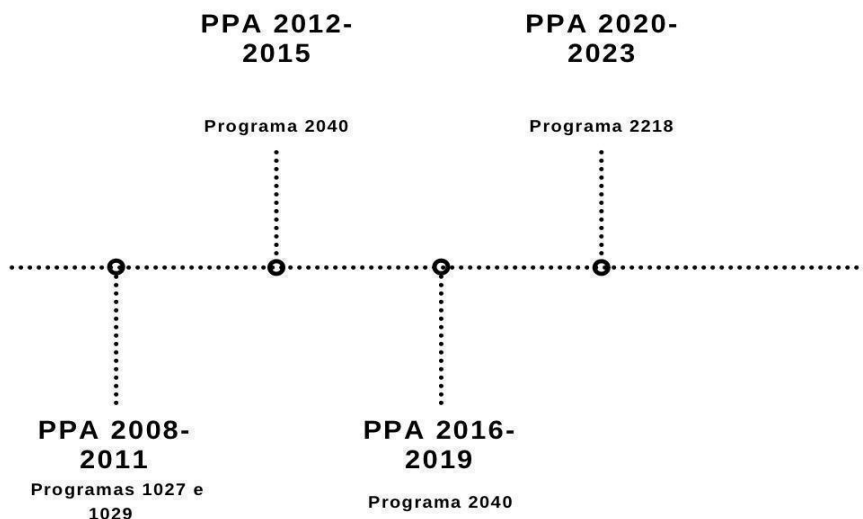 PPA 2012-
2015
Programa 2040
PPA 2020-
2023
Programa 2218
PPA 2008-
2011
Programas 1027 e
1029
PPA 2016-
2019
Programa 2040